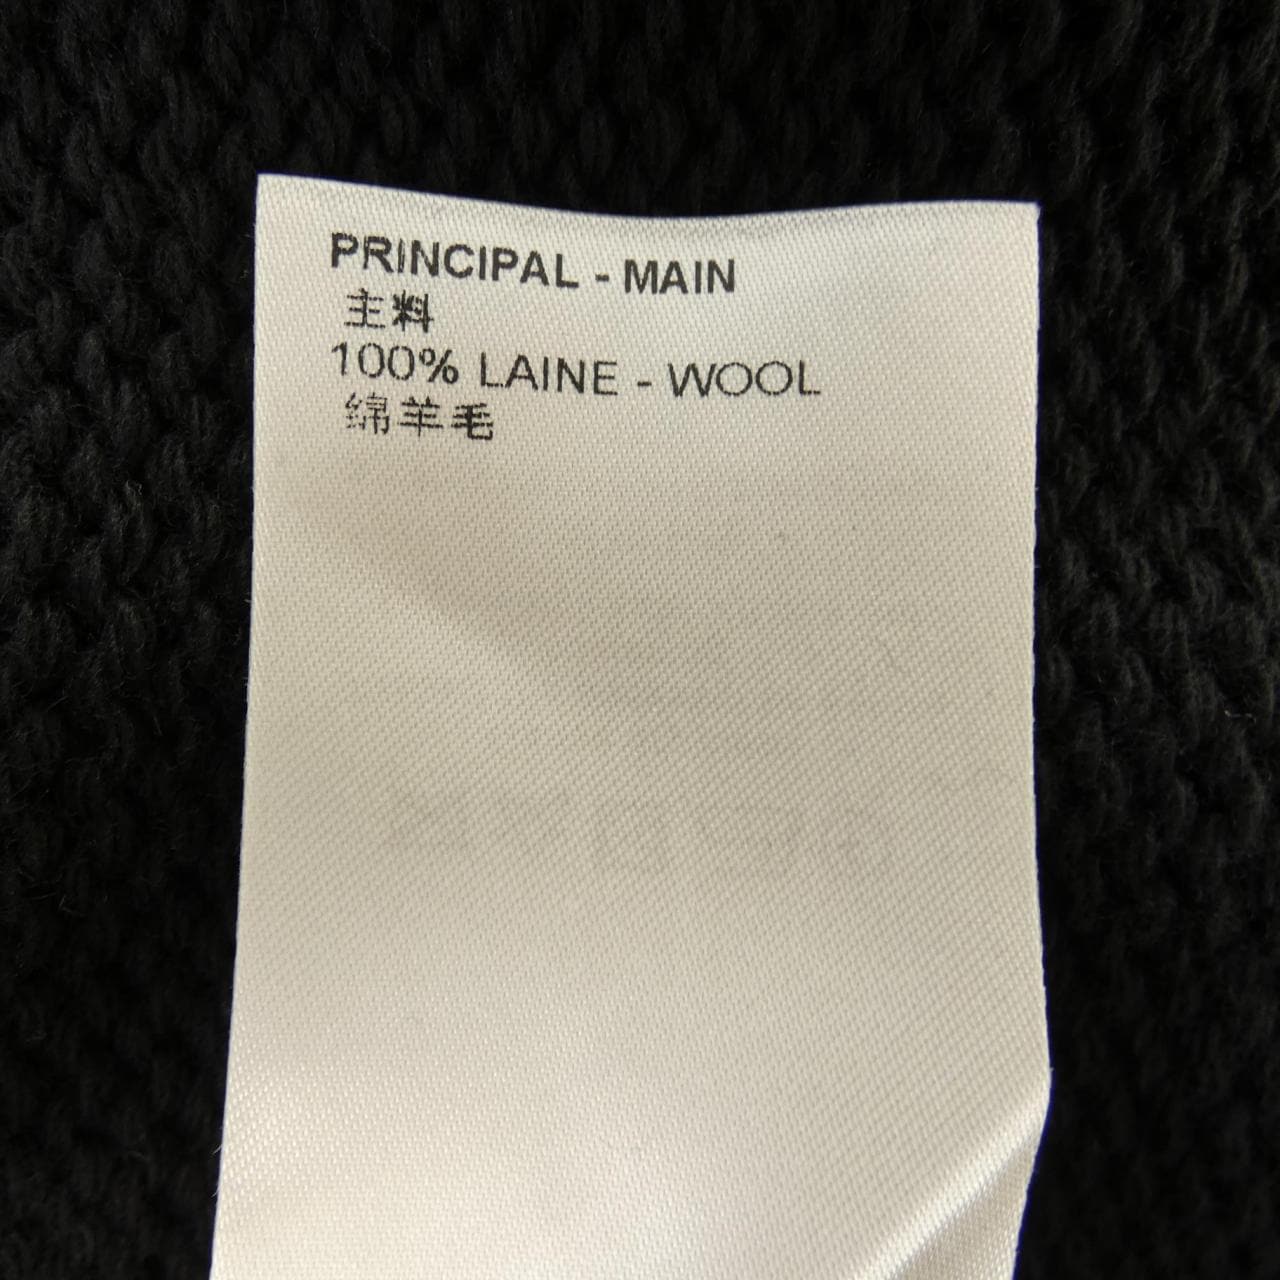 PRINCIPAL - MAIN
主料
100% LAINE - WOOL
绵羊毛